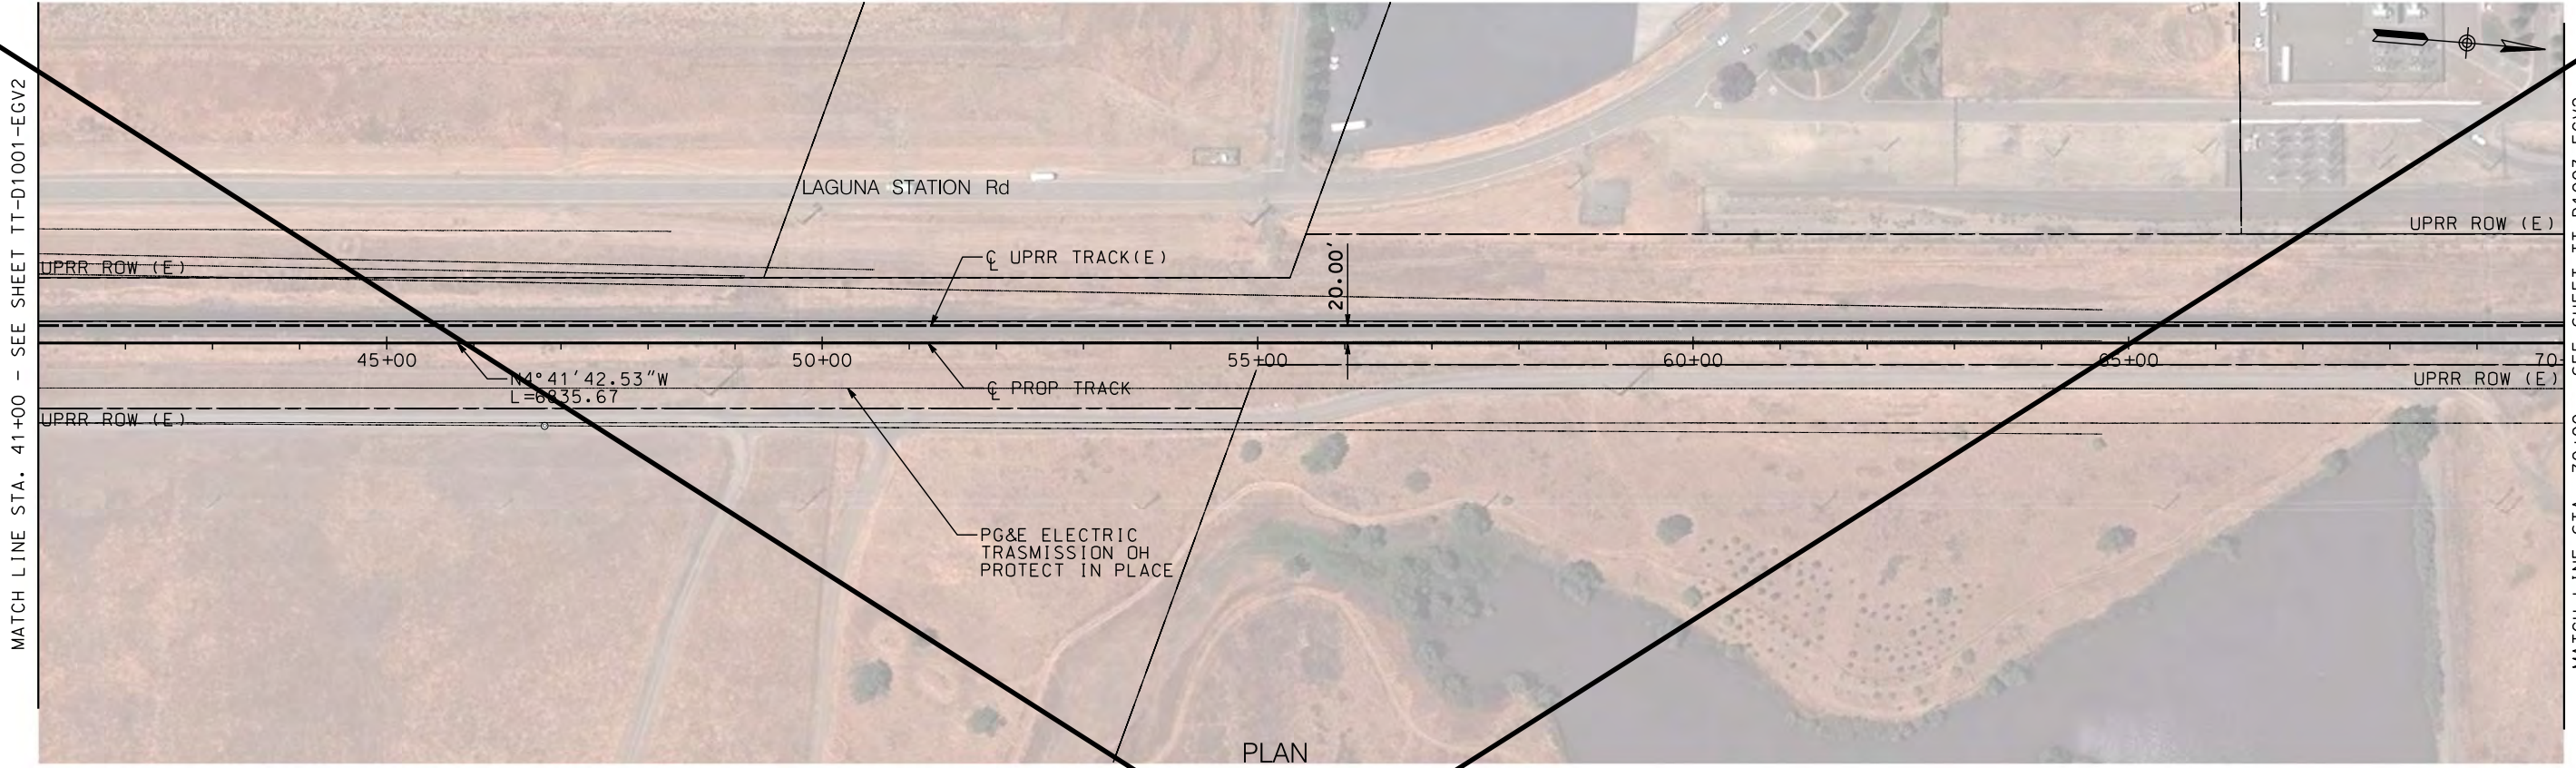 MATCH LINE STA. 41+00 - SEE SHEET TT-D1001-EGV2
LAGUNA STATION Rd
UPRR ROW (E)
UPRR ROW (E)
℄ UPRR TRACK(E)
20.00'
45+00
50+00
55+00
60+00
65+00
70
N4°41'42.53"W
L=6835.67
℄ PROP TRACK
UPRR ROW (E)
UPRR ROW (E)
PG&E ELECTRIC
TRASMISSION OH
PROTECT IN PLACE
PLAN